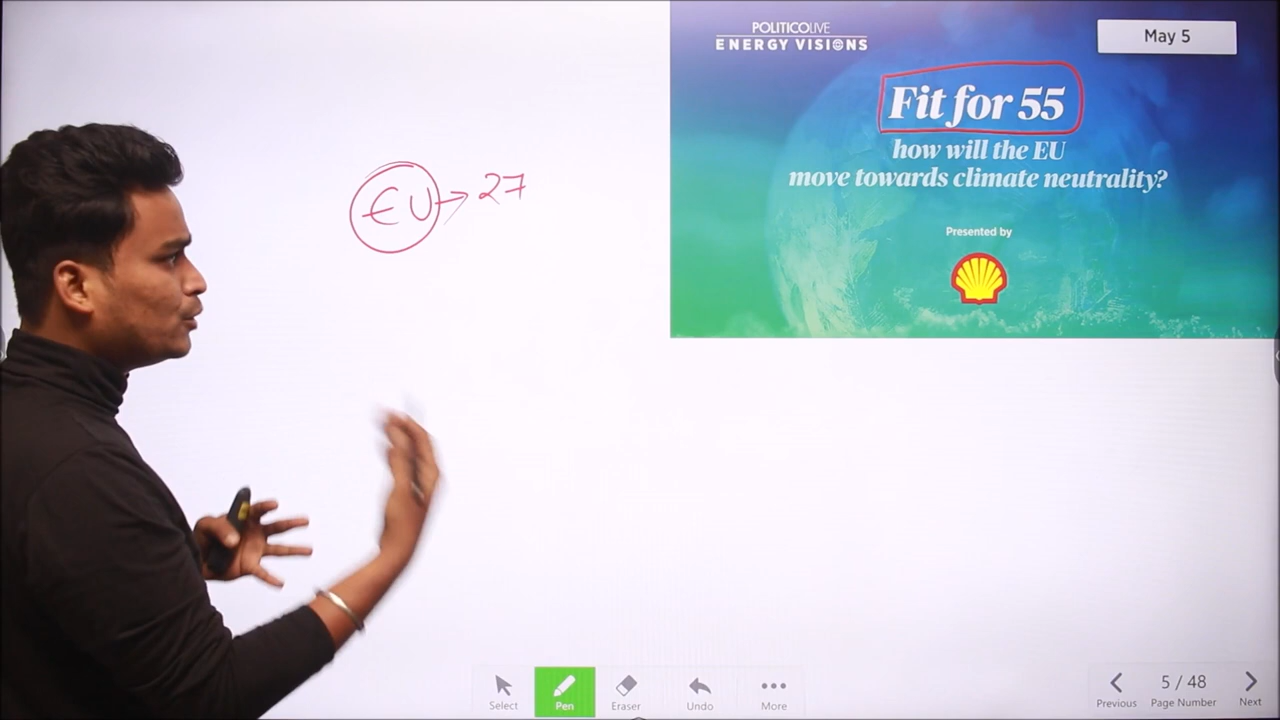 POLITICOLIVE
ENERGY VISIONS
May 5
Fit for 55
how will the EU
move towards climate neutrality?
Presented by
EU → 27
Select
Pen
Eraser
Undo
More
Previous
5 / 48
Page Number
Next